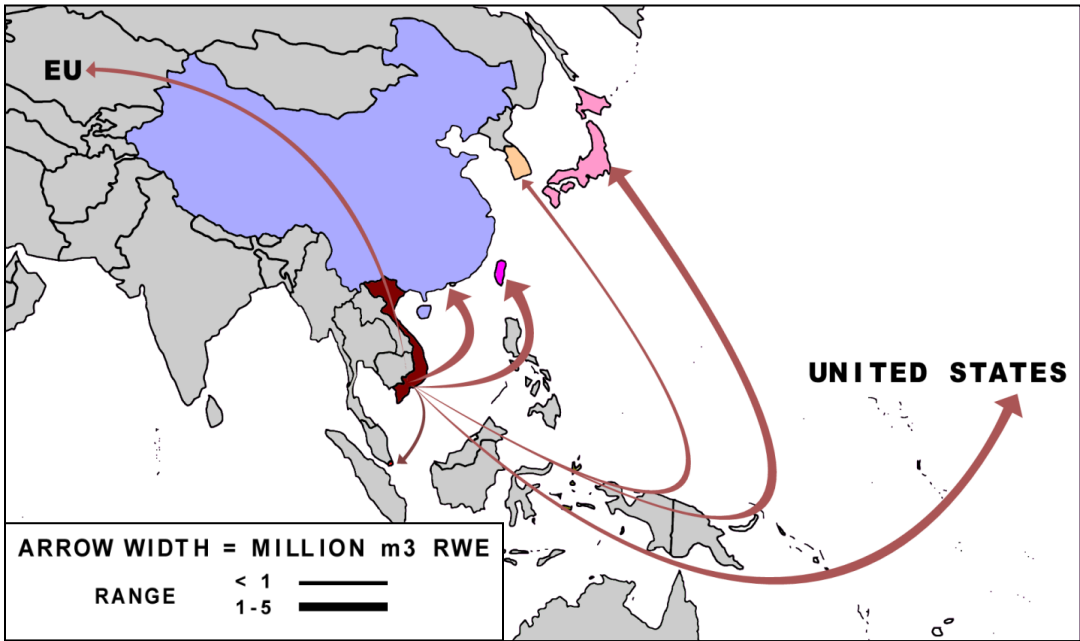 EU
UNITED STATES
ARROW WIDTH = MILLION m3 RWE
RANGE
< 1
1-5